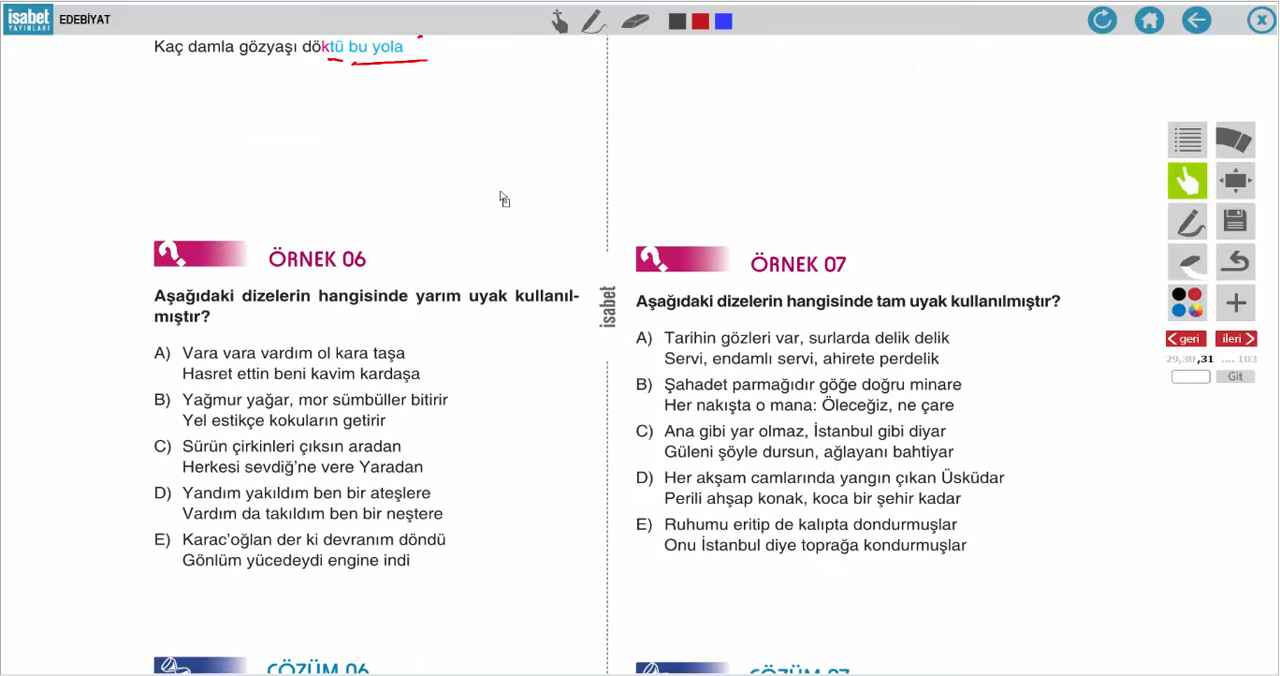 isabet
YAYINLARI
EDEBİYAT
Kaç damla gözyaşı döktü bu yola
ÖRNEK 06
Aşağıdaki dizelerin hangisinde yarım uyak kullanıl-
mıştır?
A) Vara vara vardım ol kara taşa
Hasret ettin beni kavim kardaşa
B) Yağmur yağar, mor sümbüller bitirir
Yel estikçe kokuların getirir
C) Sürün çirkinleri çıksın aradan
Herkesi sevdiğ'ne vere Yaradan
D) Yandım yakıldım ben bir ateşlere
Vardım da takıldım ben bir neştere
E) Karac'oğlan der ki devranım döndü
Gönlüm yücedeydi engine indi
ÇÖZÜM 06
isabet
ÖRNEK 07
Aşağıdaki dizelerin hangisinde tam uyak kullanılmıştır?
A) Tarihin gözleri var, surlarda delik delik
Servi, endamlı servi, ahirete perdelik
B) Şahadet parmağıdır göğe doğru minare
Her nakışta o mana: Öleceğiz, ne çare
C) Ana gibi yar olmaz, İstanbul gibi diyar
Güleni şöyle dursun, ağlayanı bahtiyar
D) Her akşam camlarında yangın çıkan Üsküdar
Perili ahşap konak, koca bir şehir kadar
E) Ruhumu eritip de kalıpta dondurmuşlar
Onu İstanbul diye toprağa kondurmuşlar
ÇÖZÜM 07
geri
ileri
29,30,31 .... 103
Git